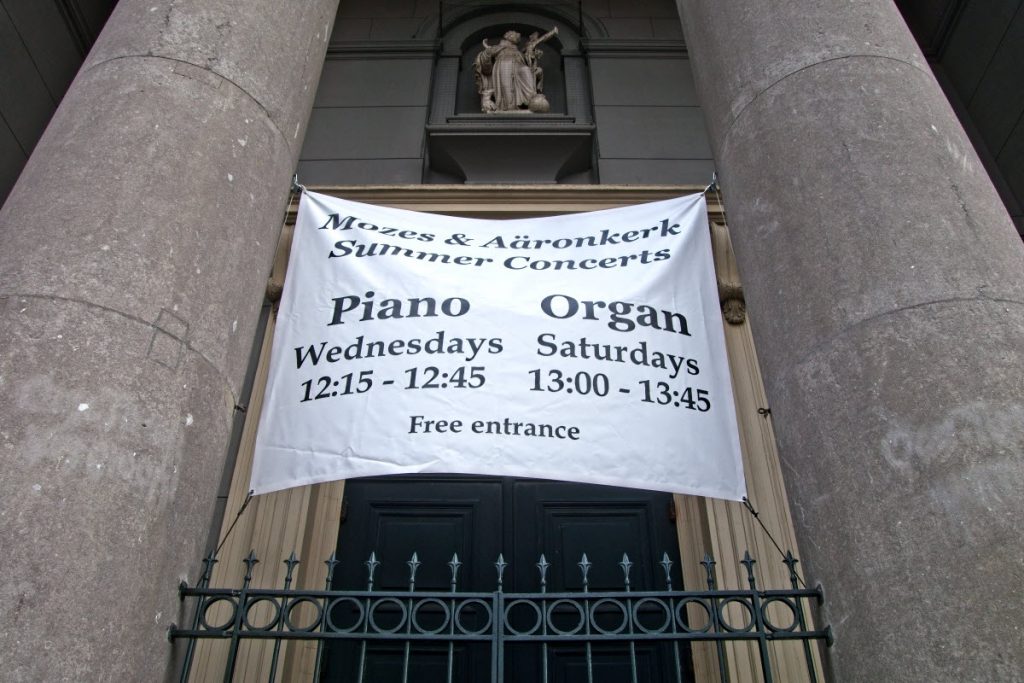 Mozes & Aäronkerk
Summer Concerts
Piano Organ
Wednesdays Saturdays
12:15 - 12:45 13:00 - 13:45
Free entrance